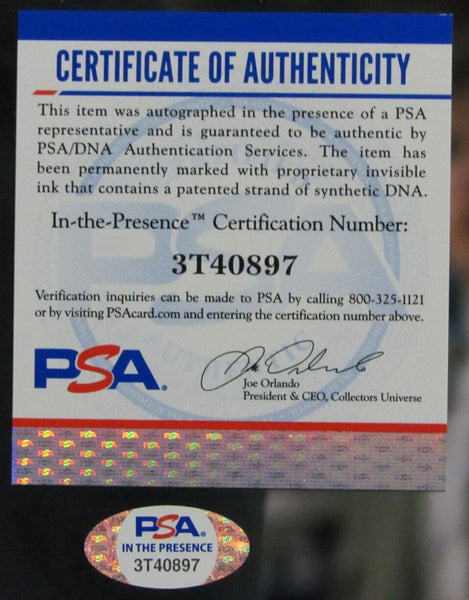 CERTIFICATE OF AUTHENTICITY
This item was autographed in the presence of a PSA
representative and is guaranteed to be authentic by
PSA/DNA Authentication Services. The item has
been permanently marked with proprietary invisible
ink that contains a patented strand of synthetic DNA.
In-the-Presence™ Certification Number:
3T40897
Verification inquiries can be made to PSA by calling 800-325-1121
or by visiting PSAcard.com and entering the certification number above.
PSA.
Joe Orlando
President & CEO, Collectors Universe
PSA.
IN THE PRESENCE
3T40897